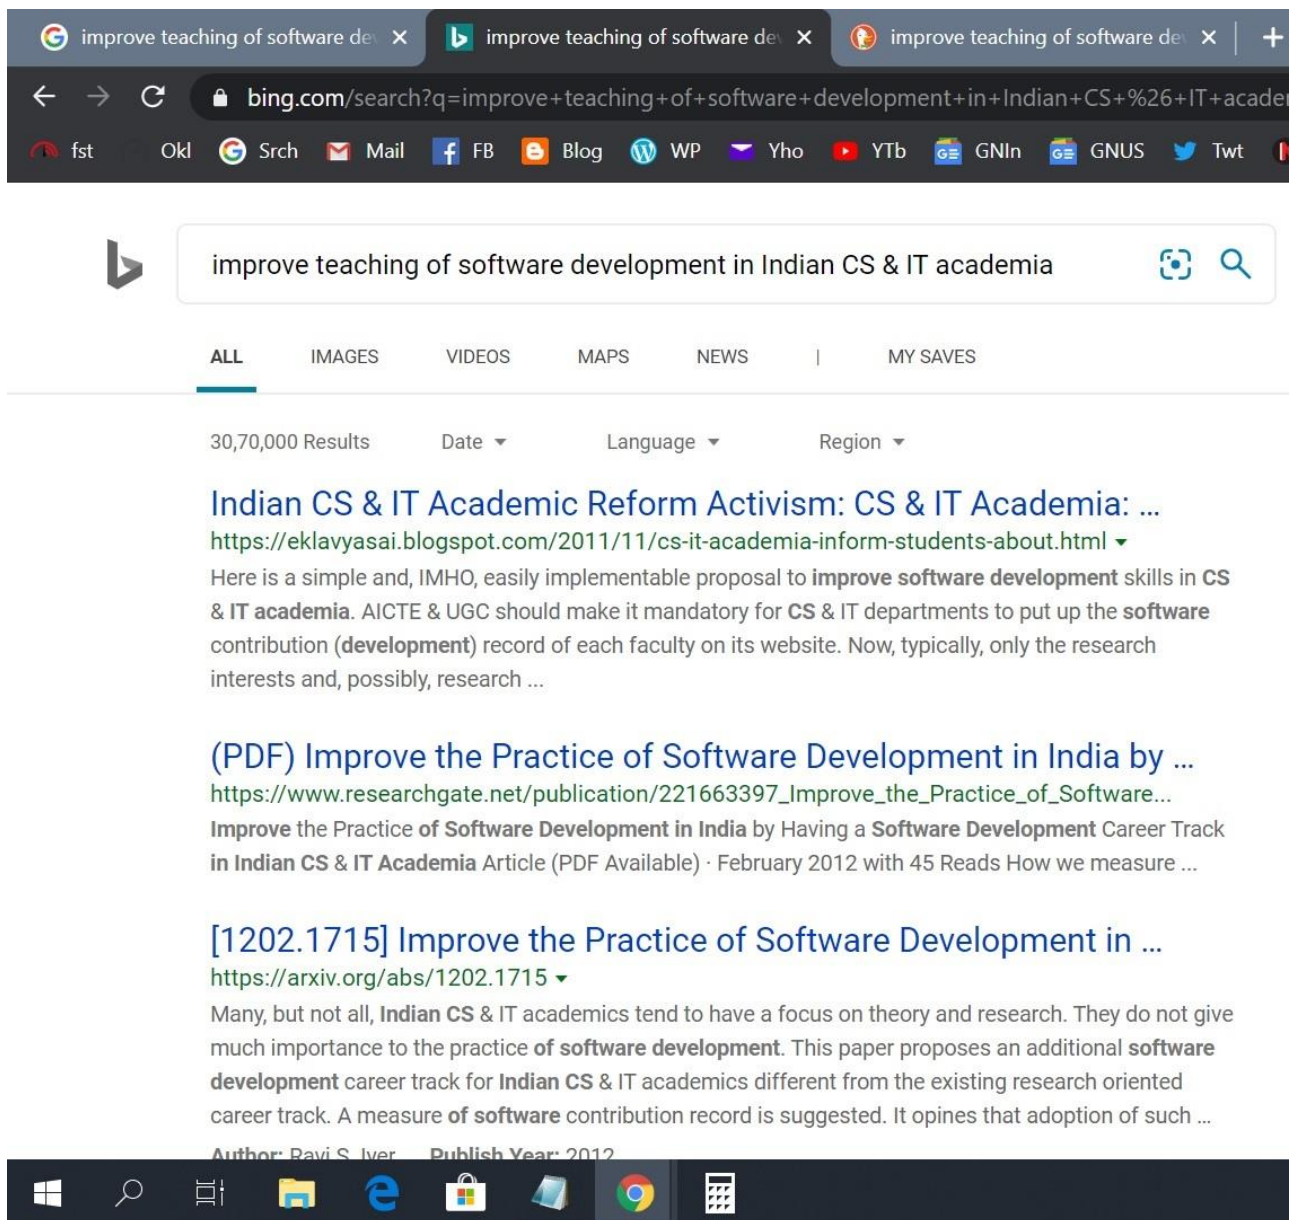 improve teaching of software de
improve teaching of software dev
improve teaching of software de
bing.com/search?q=improve+teaching+of+software+development+in+Indian+CS+%26+IT+acader
fst Okl Srch Mail FB Blog WP Yho YTb GNIn GNUS Twt
improve teaching of software development in Indian CS & IT academia
ALL IMAGES VIDEOS MAPS NEWS | MY SAVES
30,70,000 Results Date Language Region
Indian CS & IT Academic Reform Activism: CS & IT Academia: ...
https://eklavyasai.blogspot.com/2011/11/cs-it-academia-inform-students-about.html
Here is a simple and, IMHO, easily implementable proposal to improve software development skills in CS
& IT academia. AICTE & UGC should make it mandatory for CS & IT departments to put up the software
contribution (development) record of each faculty on its website. Now, typically, only the research
interests and, possibly, research ...
(PDF) Improve the Practice of Software Development in India by ...
https://www.researchgate.net/publication/221663397_Improve_the_Practice_of_Software...
Improve the Practice of Software Development in India by Having a Software Development Career Track
in Indian CS & IT Academia Article (PDF Available) · February 2012 with 45 Reads How we measure ...
[1202.1715] Improve the Practice of Software Development in ...
https://arxiv.org/abs/1202.1715
Many, but not all, Indian CS & IT academics tend to have a focus on theory and research. They do not give
much importance to the practice of software development. This paper proposes an additional software
development career track for Indian CS & IT academics different from the existing research oriented
career track. A measure of software contribution record is suggested. It opines that adoption of such ...
Author: Ravi S. Iyer Publish Year: 2012